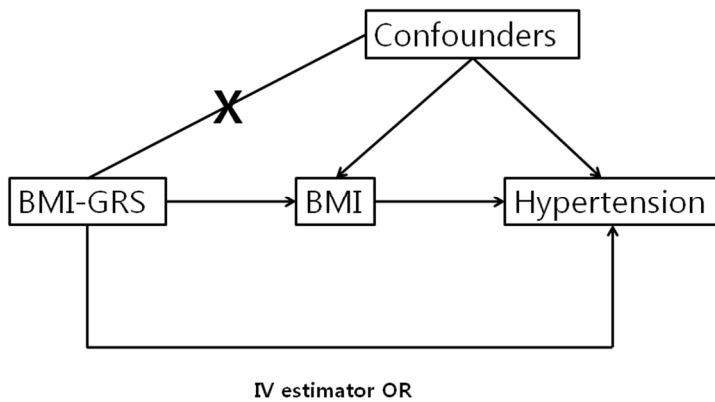 Confounders
X
BMI-GRS
BMI
Hypertension
IV estimator OR